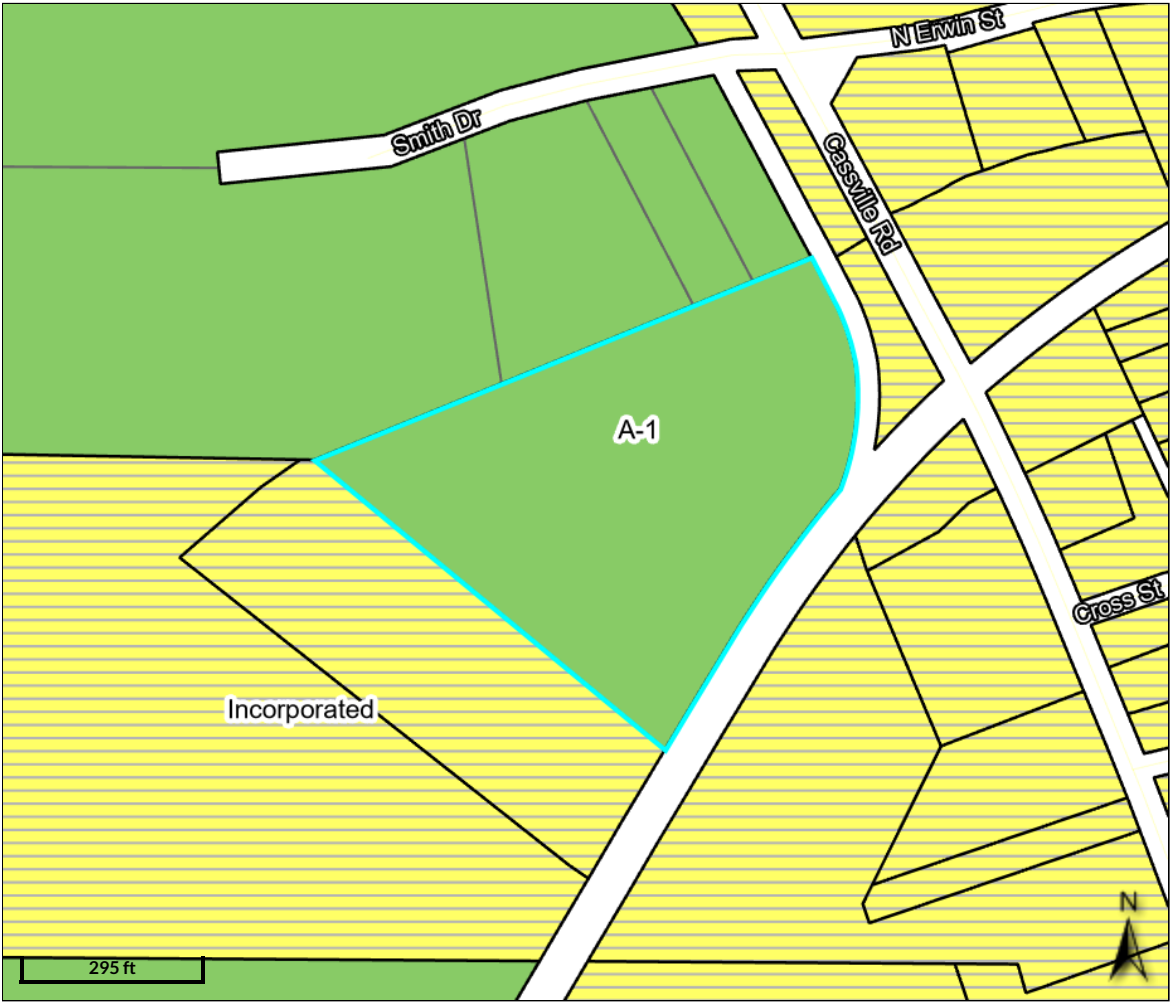 N Erwin St
Smith Dr
Cassville Rd
A-1
Cross St
Incorporated
N
295 ft